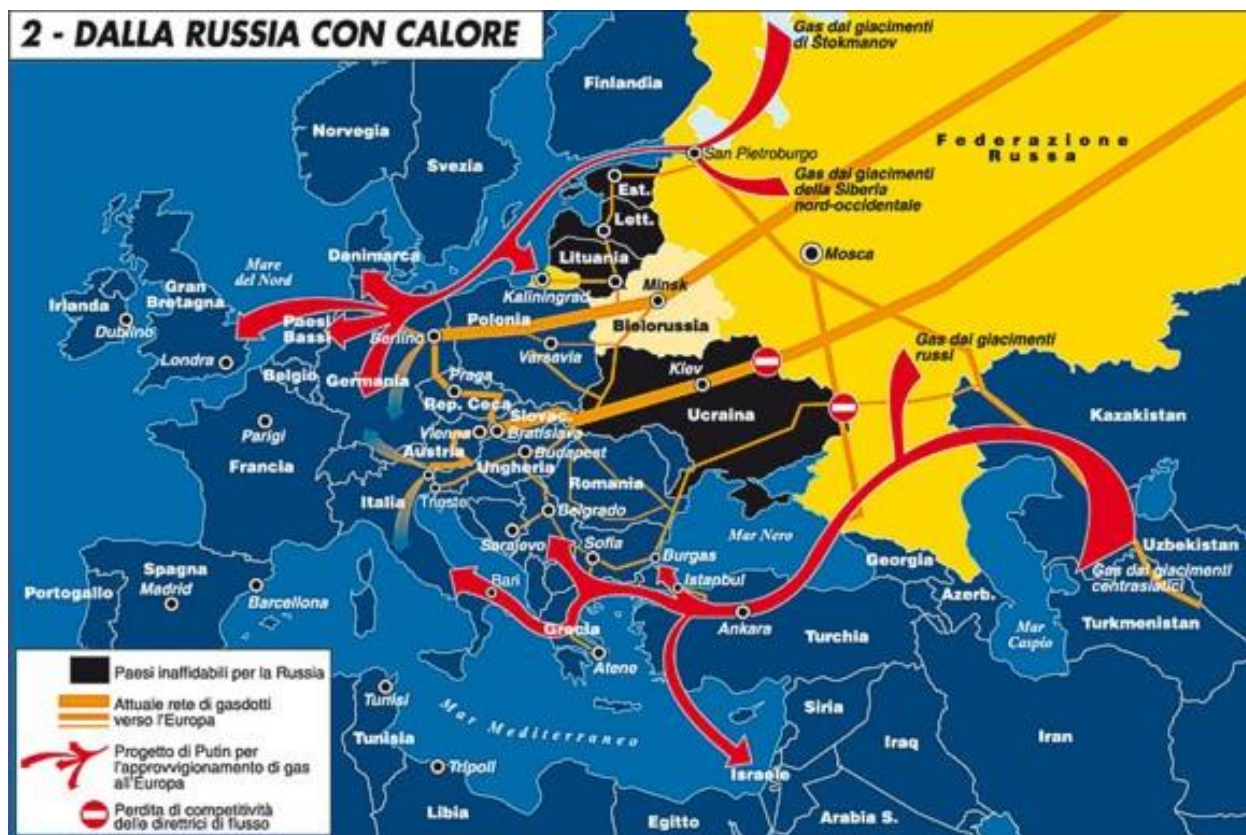 2 - DALLA RUSSIA CON CALORE
Gas dai giacimenti
di Štokmanov
Finlandia
Norvegia
Svezia
Federazione
Russa
San Pietroburgo
Gas dai giacimenti
della Siberia
nord-occidentale
Est.
Lett.
Lituania
Mosca
Danimarca
Mare
del Nord
Gran
Bretagna
Irlanda
Dublino
Kaliningrad
Minsk
Bielorussia
Paesi
Bassi
Berlino
Polonia
Varsavia
Londra
Belgio
Germania
Praga
Rep. Ceca
Kiev
Gas dai giacimenti
russi
Slovac.
Ucraina
Kazakistan
Parigi
Vienna
Bratislava
Francia
Austria
Budapest
Ungheria
Romania
Italia
Trieste
Belgrado
Mar Nero
Sarajevo
Sofia
Burgas
Georgia
Uzbekistan
Spagna
Portogallo
Madrid
Barcellona
Bari
Istanbul
Gas dai giacimenti
centrasiatici
Azerb.
Ankara
Turchia
Mar
Caspio
Turkmenistan
Grecia
Atene
Paesi inaffidabili per la Russia
Attuale rete di gasdotti
verso l'Europa
Progetto di Putin per
l'approvvigionamento di gas
all'Europa
Perdita di competitività
delle direttrici di flusso
Tunisi
Tunisia
Mar Mediterraneo
Siria
Iraq
Iran
Tripoli
Israele
Libia
Egitto
Arabia S.